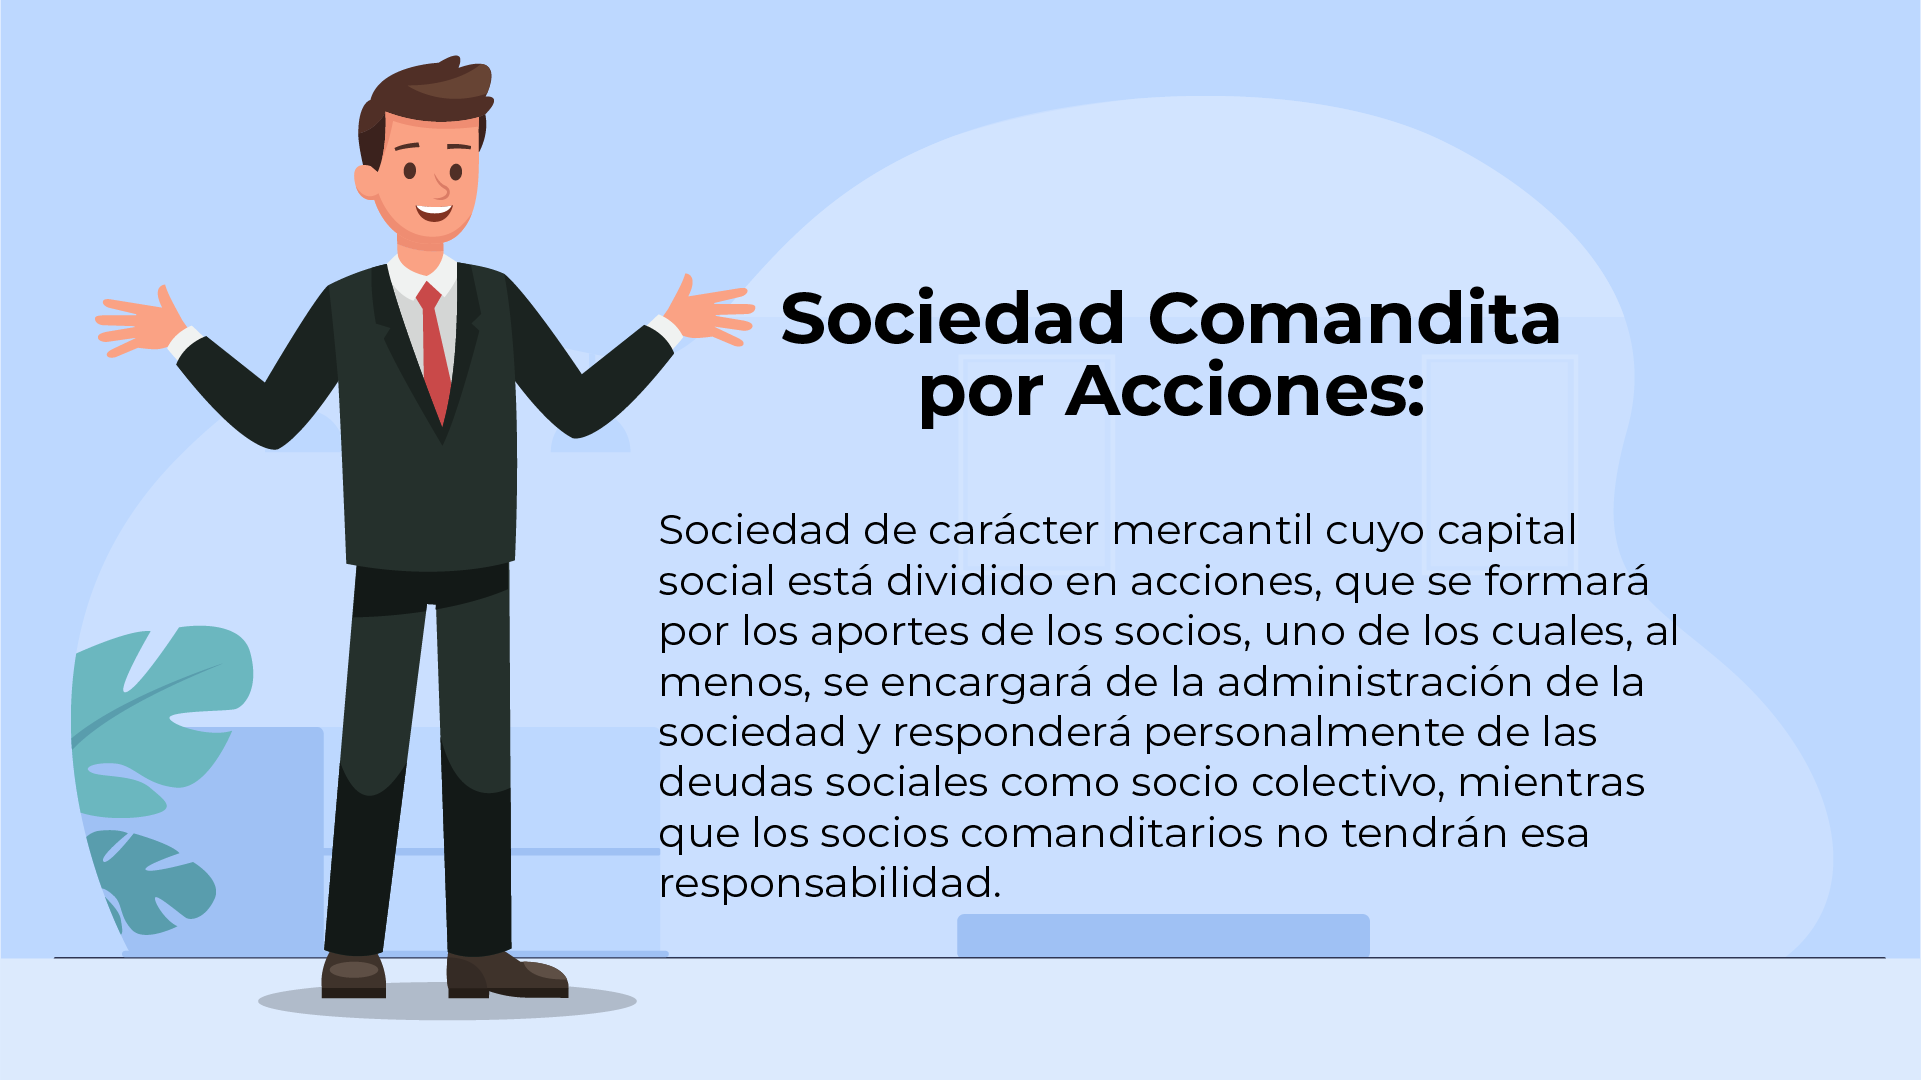 Sociedad Comandita
por Acciones:
Sociedad de carácter mercantil cuyo capital
social está dividido en acciones, que se formará
por los aportes de los socios, uno de los cuales, al
menos, se encargará de la administración de la
sociedad y responderá personalmente de las
deudas sociales como socio colectivo, mientras
que los socios comanditarios no tendrán esa
responsabilidad.